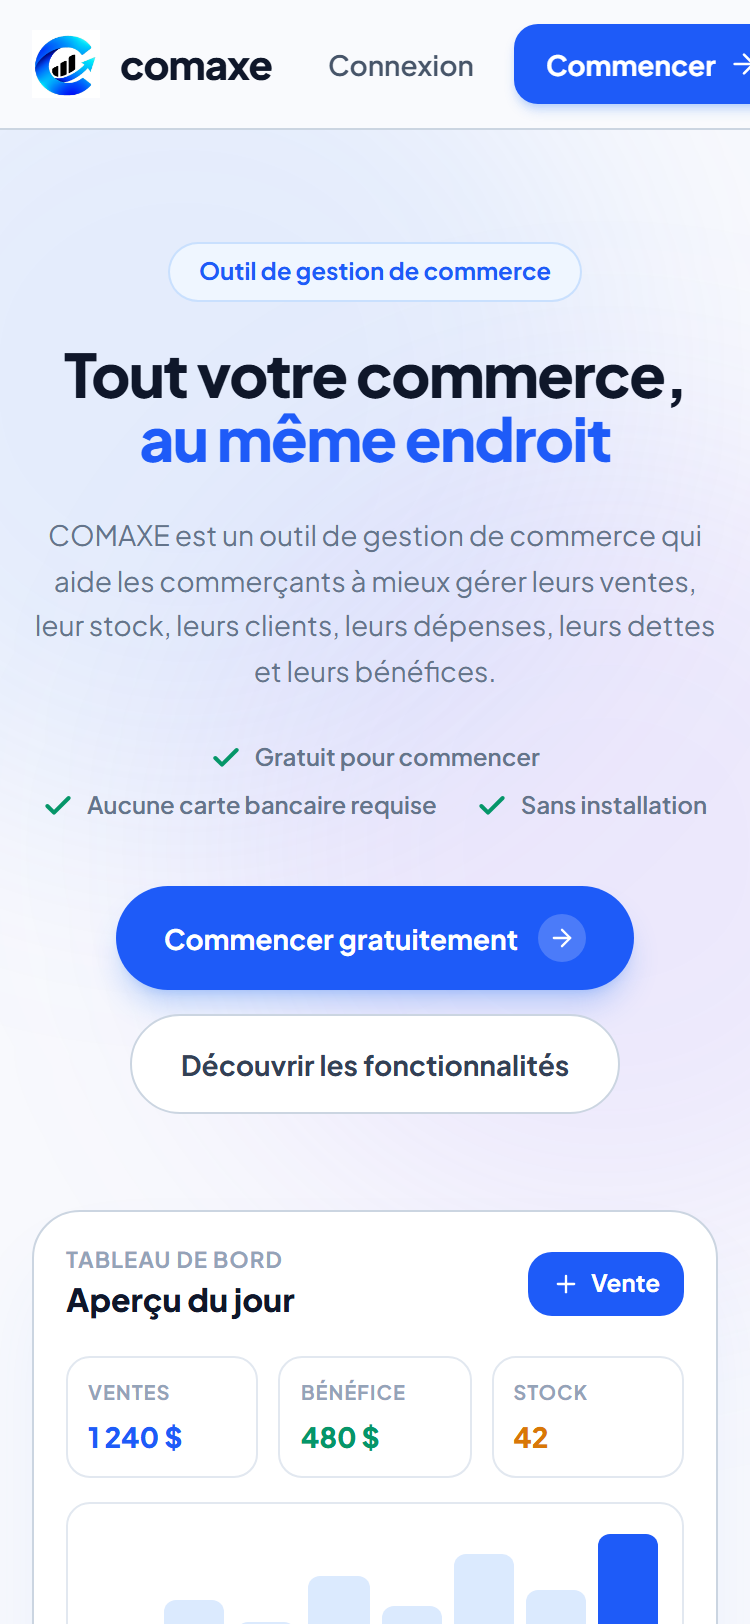 comaxe
Connexion
Commencer →
Outil de gestion de commerce
Tout votre commerce,
au même endroit
COMAXE est un outil de gestion de commerce qui
aide les commerçants à mieux gérer leurs ventes,
leur stock, leurs clients, leurs dépenses, leurs dettes
et leurs bénéfices.
Gratuit pour commencer
Aucune carte bancaire requise
Sans installation
Commencer gratuitement →
Découvrir les fonctionnalités
TABLEAU DE BORD
Aperçu du jour
+ Vente
VENTES
1 240 $
BÉNÉFICE
480 $
STOCK
42